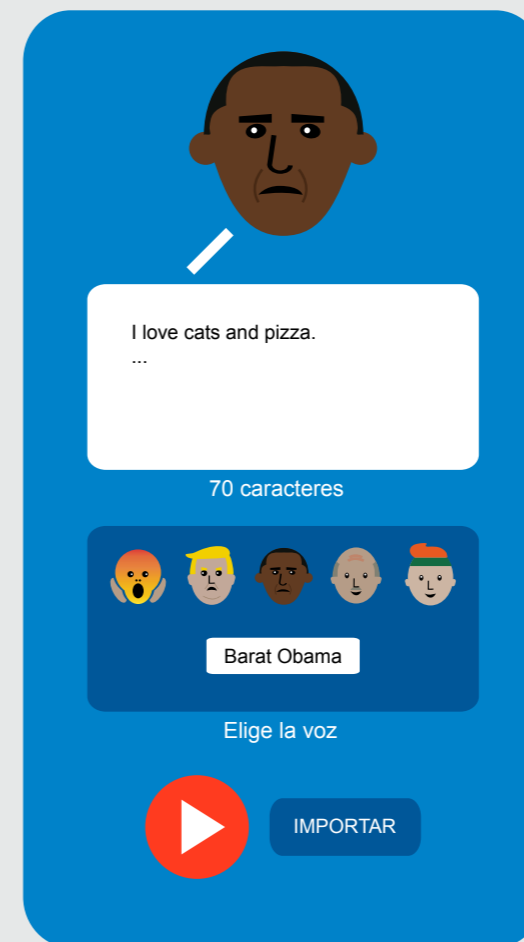 I love cats and pizza.
...
70 caracteres
Barat Obama
Elige la voz
IMPORTAR